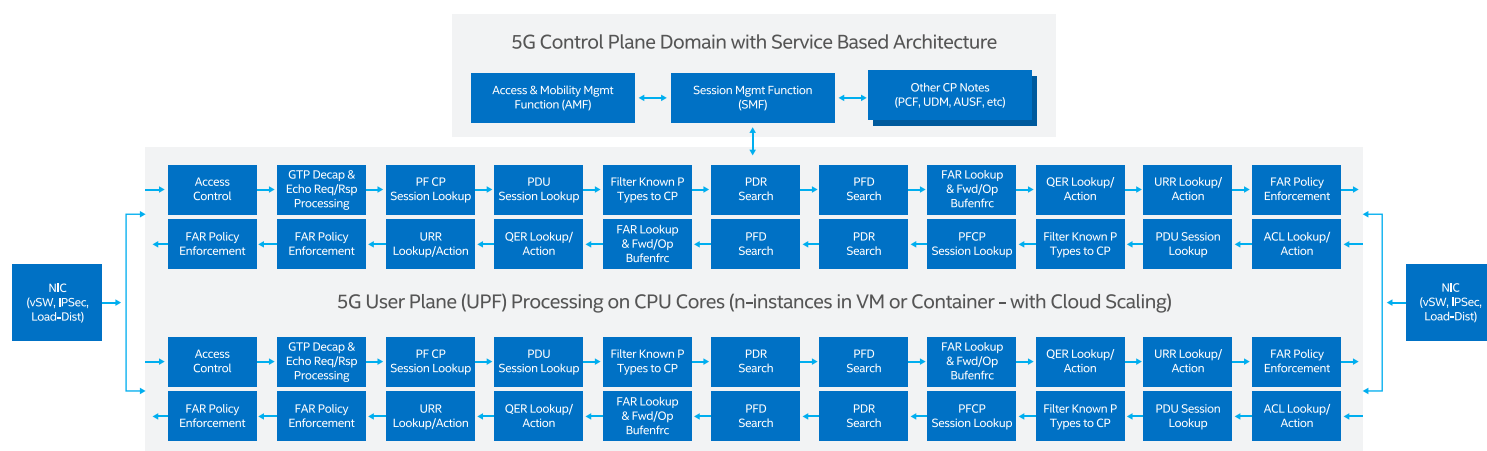 5G Control Plane Domain with Service Based Architecture
Access & Mobility Mgmt
Function (AMF)
Session Mgmt Function
(SMF)
Other CP Notes
(PCF, UDM, AUSF, etc)
Access
Control
GTP Decap &
Echo Req/Rsp
Processing
PF CP
Session Lookup
PDU
Session Lookup
Filter Known P
Types to CP
PDR
Search
PFD
Search
FAR Lookup
& Fwd/Op
Bufenfrc
QER Lookup/
Action
URR Lookup/
Action
FAR Policy
Enforcement
FAR Policy
Enforcement
FAR Policy
Enforcement
URR
Lookup/Action
QER Lookup/
Action
FAR Lookup
& Fwd/Op
Bufenfrc
PFD
Search
PDR
Search
PFCP
Session Lookup
Filter Known P
Types to CP
PDU Session
Lookup
ACL Lookup/
Action
NIC
(vSW, IPSec,
Load-Dist)
5G User Plane (UPF) Processing on CPU Cores (n-instances in VM or Container - with Cloud Scaling)
NIC
(vSW, IPSec,
Load-Dist)
Access
Control
GTP Decap &
Echo Req/Rsp
Processing
PF CP
Session Lookup
PDU
Session Lookup
Filter Known P
Types to CP
PDR
Search
PFD
Search
FAR Lookup
& Fwd/Op
Bufenfrc
QER Lookup/
Action
URR Lookup/
Action
FAR Policy
Enforcement
FAR Policy
Enforcement
FAR Policy
Enforcement
URR
Lookup/Action
QER Lookup/
Action
FAR Lookup
& Fwd/Op
Bufenfrc
PFD
Search
PDR
Search
PFCP
Session Lookup
Filter Known P
Types to CP
PDU Session
Lookup
ACL Lookup/
Action